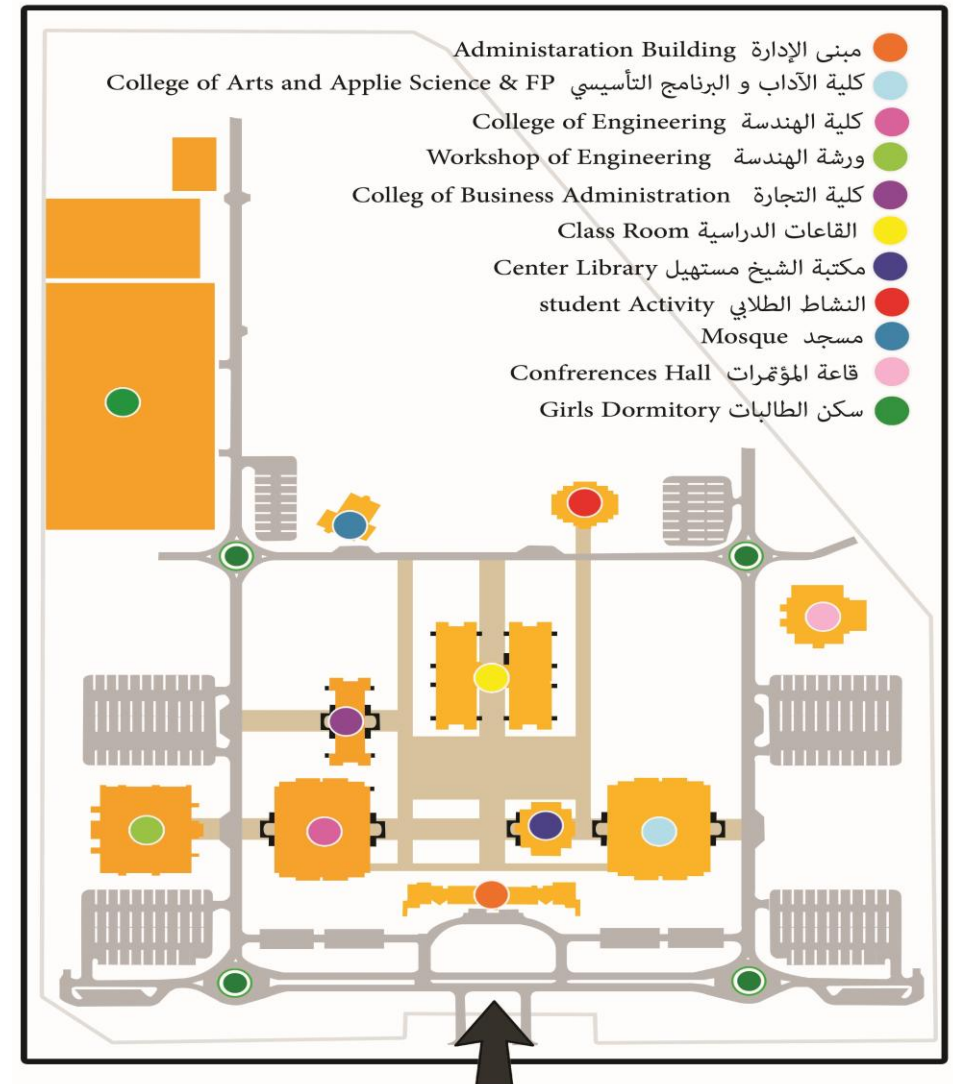 Administaration Building مبنى الإدارة
College of Arts and Applie Science & FP كلية الآداب و البرنامج التأسيسي
College of Engineering كلية الهندسة
Workshop of Engineering ورشة الهندسة
Colleg of Business Administration كلية التجارة
Class Room القاعات الدراسية
Center Library مكتبة الشيخ مستهيل
student Activity النشاط الطلابي
Mosque مسجد
Confrerences Hall قاعة المؤتمرات
Girls Dormitory سكن الطالبات